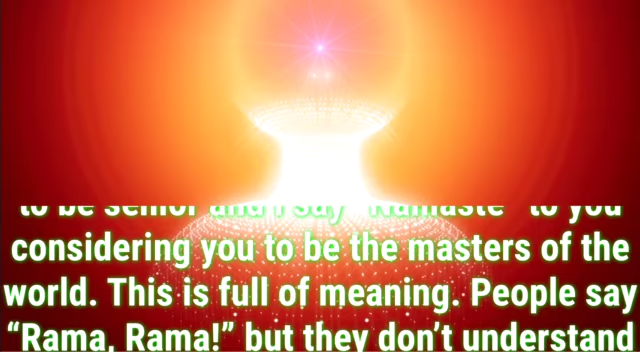 to be senior and I say “Namaste” to you
considering you to be the masters of the
world. This is full of meaning. People say
“Rama, Rama!” but they don’t understand